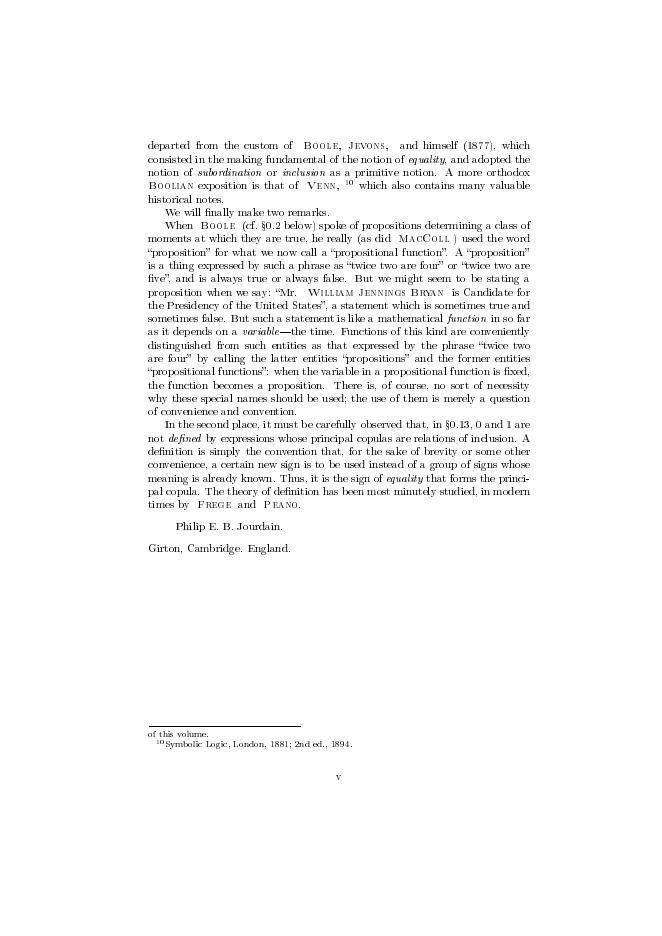 departed from the custom of BOOLE, JEVONS, and himself (1877), which
consisted in the making fundamental of the notion of equality, and adopted the
notion of subordination or inclusion as a primitive notion. A more orthodox
BOOLIAN exposition is that of VENN, 10 which also contains many valuable
historical notes.
We will finally make two remarks.
When BOOLE (cf. §0.2 below) spoke of propositions determining a class of
moments at which they are true, he really (as did MACCOLL ) used the word
“proposition” for what we now call a “propositional function”. A “proposition”
is a thing expressed by such a phrase as “twice two are four” or “twice two are
five”, and is always true or always false. But we might seem to be stating a
proposition when we say: “Mr. WILLIAM JENNINGS BRYAN is Candidate for
the Presidency of the United States”, a statement which is sometimes true and
sometimes false. But such a statement is like a mathematical function in so far
as it depends on a variable—the time. Functions of this kind are conveniently
distinguished from such entities as that expressed by the phrase “twice two
are four” by calling the latter entities “propositions” and the former entities
“propositional functions”: when the variable in a propositional function is fixed,
the function becomes a proposition. There is, of course, no sort of necessity
why these special names should be used; the use of them is merely a question
of convenience and convention.
In the second place, it must be carefully observed that, in §0.13, 0 and 1 are
not defined by expressions whose principal copulas are relations of inclusion. A
definition is simply the convention that, for the sake of brevity or some other
convenience, a certain new sign is to be used instead of a group of signs whose
meaning is already known. Thus, it is the sign of equality that forms the princi-
pal copula. The theory of definition has been most minutely studied, in modern
times by FREGE and PEANO.
Philip E. B. Jourdain.
Girton, Cambridge. England.
of this volume.
10 Symbolic Logic, London, 1881; 2nd ed., 1894.
v